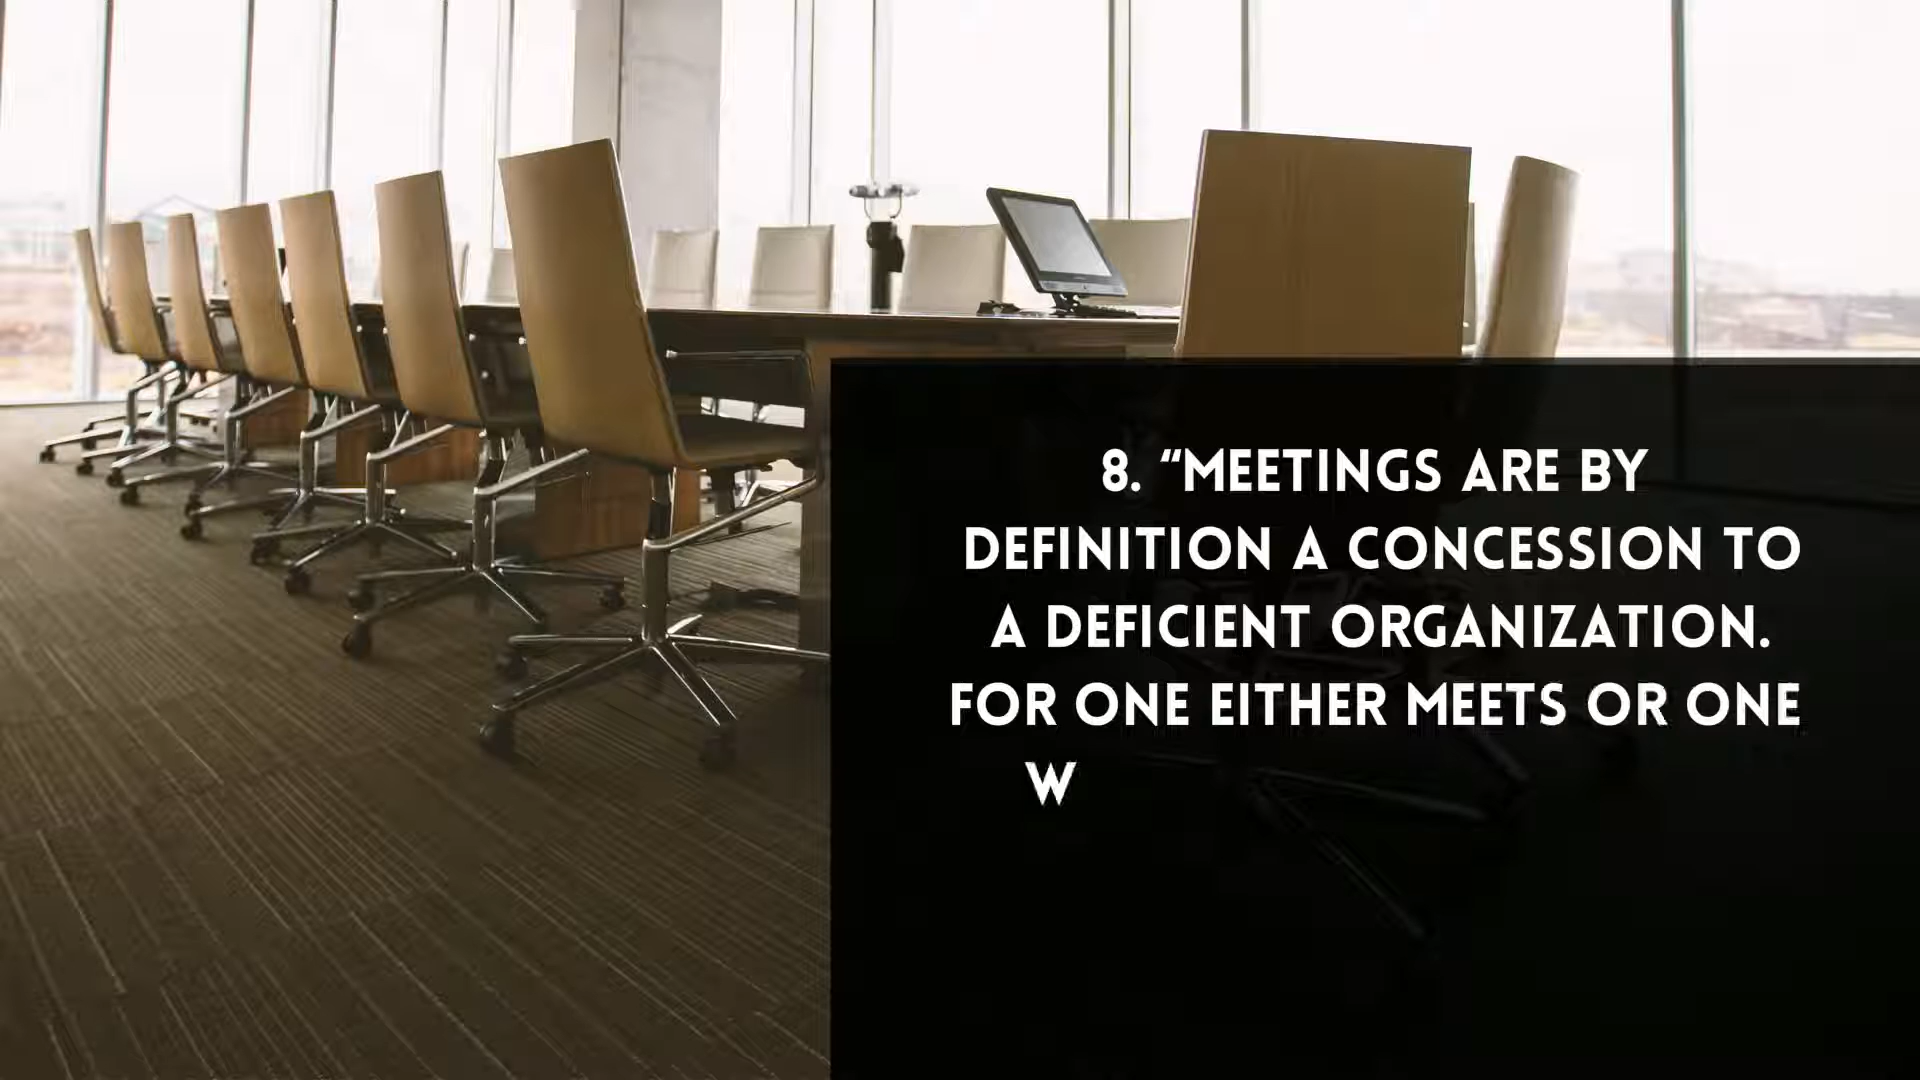 8. “MEETINGS ARE BY
DEFINITION A CONCESSION TO
A DEFICIENT ORGANIZATION.
FOR ONE EITHER MEETS OR ONE
W